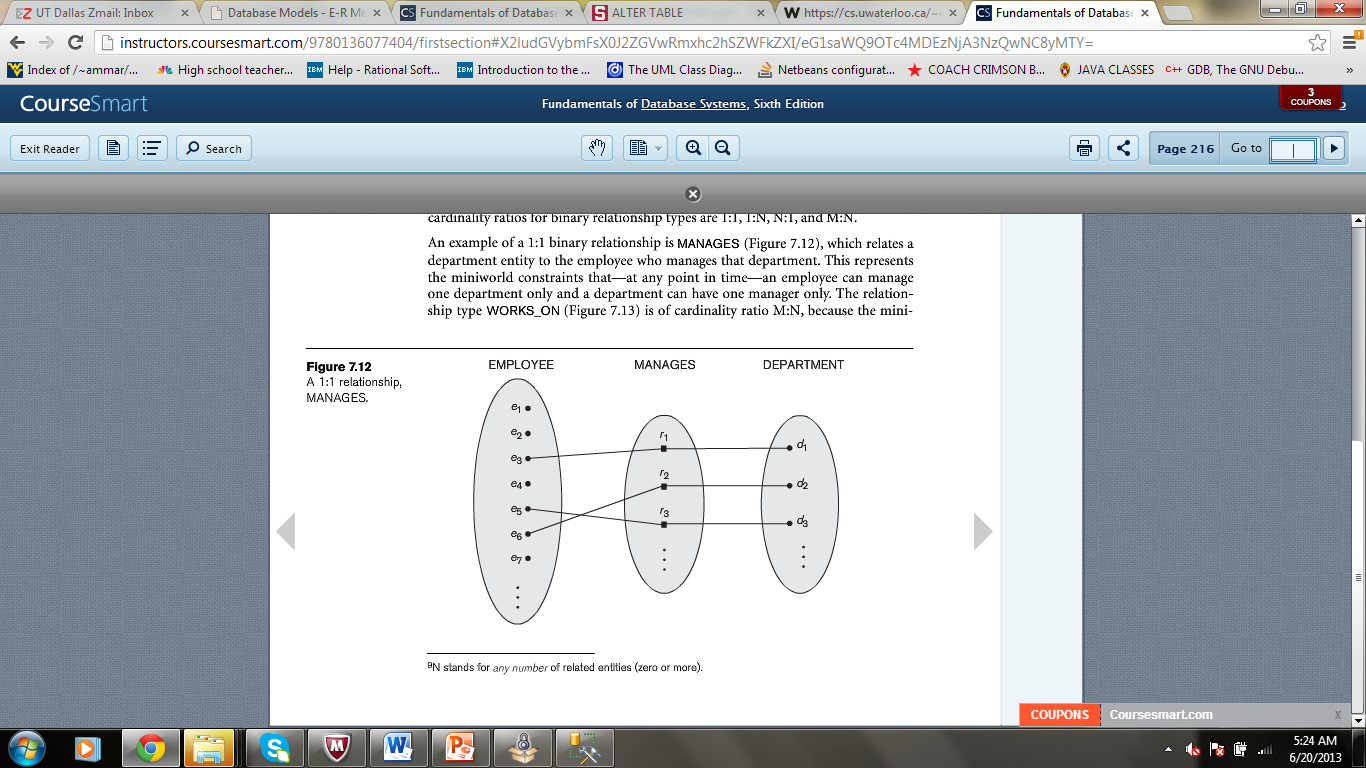 UT Dallas Zmail: Inbox
Database Models - E-R Mo
Fundamentals of Database
ALTER TABLE
https://cs.uwaterloo.ca/~
Fundamentals of Database
instructors.coursesmart.com/9780136077404/firstsection#X2ludGVybmFsX0J2ZGVwRmxhc2hSZWFkZXI/eG1saWQ9OTc4MDEzNjA3NzQwNC8yMTY=
Index of /~ammar/...
High school teacher...
IBM Help - Rational Soft...
IBM Introduction to the ...
The UML Class Diag...
Netbeans configurat...
COACH CRIMSON B...
JAVA CLASSES
C++ GDB, The GNU Debu...
»
CourseSmart
Fundamentals of Database Systems, Sixth Edition
3
COUPONS
Exit Reader
Search
Page 216
Go to
cardinality ratios for binary relationship types are 1:1, 1:N, N:1, and M:N.
An example of a 1:1 binary relationship is MANAGES (Figure 7.12), which relates a
department entity to the employee who manages that department. This represents
the miniworld constraints that—at any point in time—an employee can manage
one department only and a department can have one manager only. The relation-
ship type WORKS_ON (Figure 7.13) is of cardinality ratio M:N, because the mini-
Figure 7.12
A 1:1 relationship,
MANAGES.
EMPLOYEE
MANAGES
DEPARTMENT
e1
e2
e3
e4
e5
e6
e7
r1
r2
r3
d1
d2
d3
9N stands for any number of related entities (zero or more).
COUPONS
Coursesmart.com
X
5:24 AM
6/20/2013